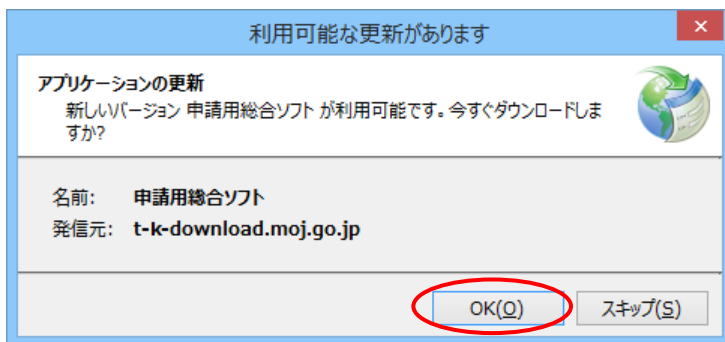 利用可能な更新があります
アプリケーションの更新
新しいバージョン 申請用総合ソフト が利用可能です。今すぐダウンロードしま
すか?
名前: 申請用総合ソフト
発信元: t-k-download.moj.go.jp
OK(O) スキップ(S)